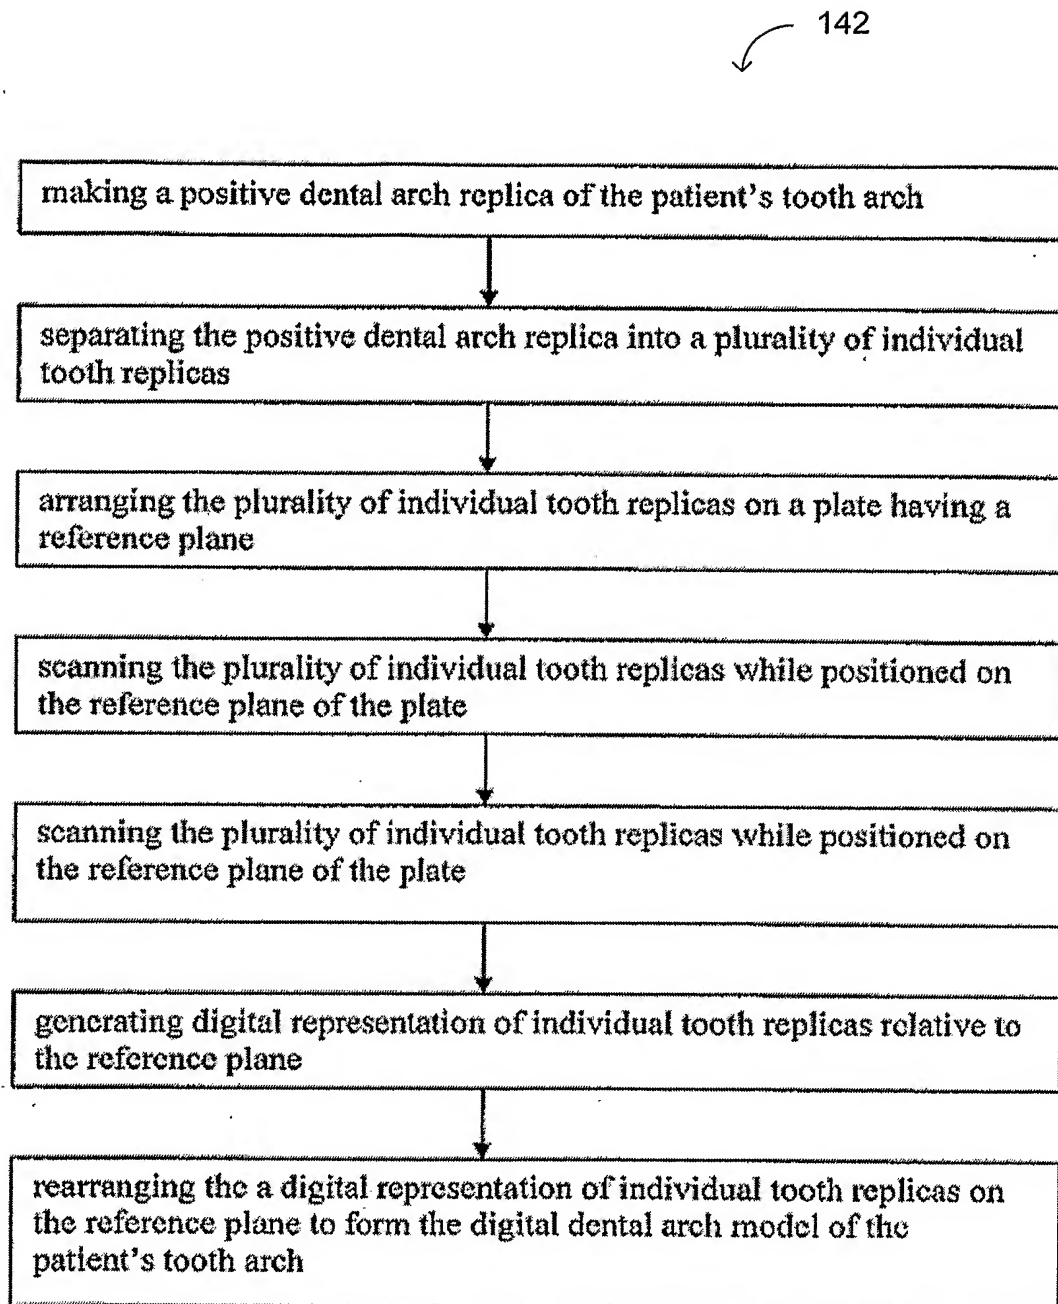 142
making a positive dental arch replica of the patient's tooth arch
separating the positive dental arch replica into a plurality of individual
tooth replicas
arranging the plurality of individual tooth replicas on a plate having a
reference plane
scanning the plurality of individual tooth replicas while positioned on
the reference plane of the plate
scanning the plurality of individual tooth replicas while positioned on
the reference plane of the plate
generating digital representation of individual tooth replicas relative to
the reference plane
rearranging the a digital representation of individual tooth replicas on
the reference plane to form the digital dental arch model of the
patient's tooth arch